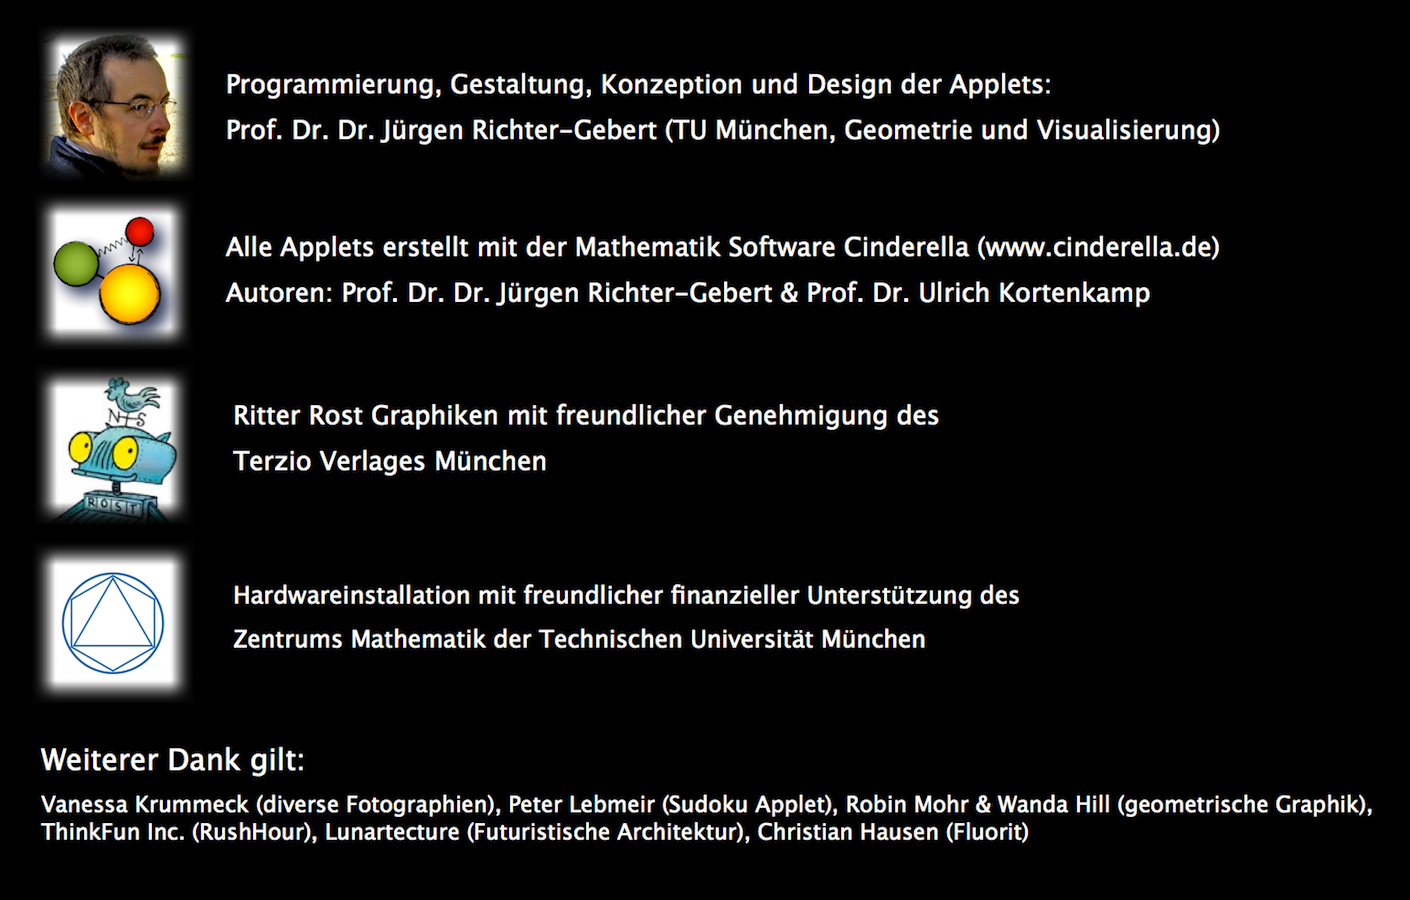 Programmierung, Gestaltung, Konzeption und Design der Applets:
Prof. Dr. Dr. Jürgen Richter-Gebert (TU München, Geometrie und Visualisierung)
Alle Applets erstellt mit der Mathematik Software Cinderella (www.cinderella.de)
Autoren: Prof. Dr. Dr. Jürgen Richter-Gebert & Prof. Dr. Ulrich Kortenkamp
N S
ROST
Ritter Rost Graphiken mit freundlicher Genehmigung des
Terzio Verlages München
Hardwareinstallation mit freundlicher finanzieller Unterstützung des
Zentrums Mathematik der Technischen Universität München
Weiterer Dank gilt:
Vanessa Krummeck (diverse Fotographien), Peter Lebmeir (Sudoku Applet), Robin Mohr & Wanda Hill (geometrische Graphik),
ThinkFun Inc. (RushHour), Lunartecture (Futuristische Architektur), Christian Hausen (Fluorit)